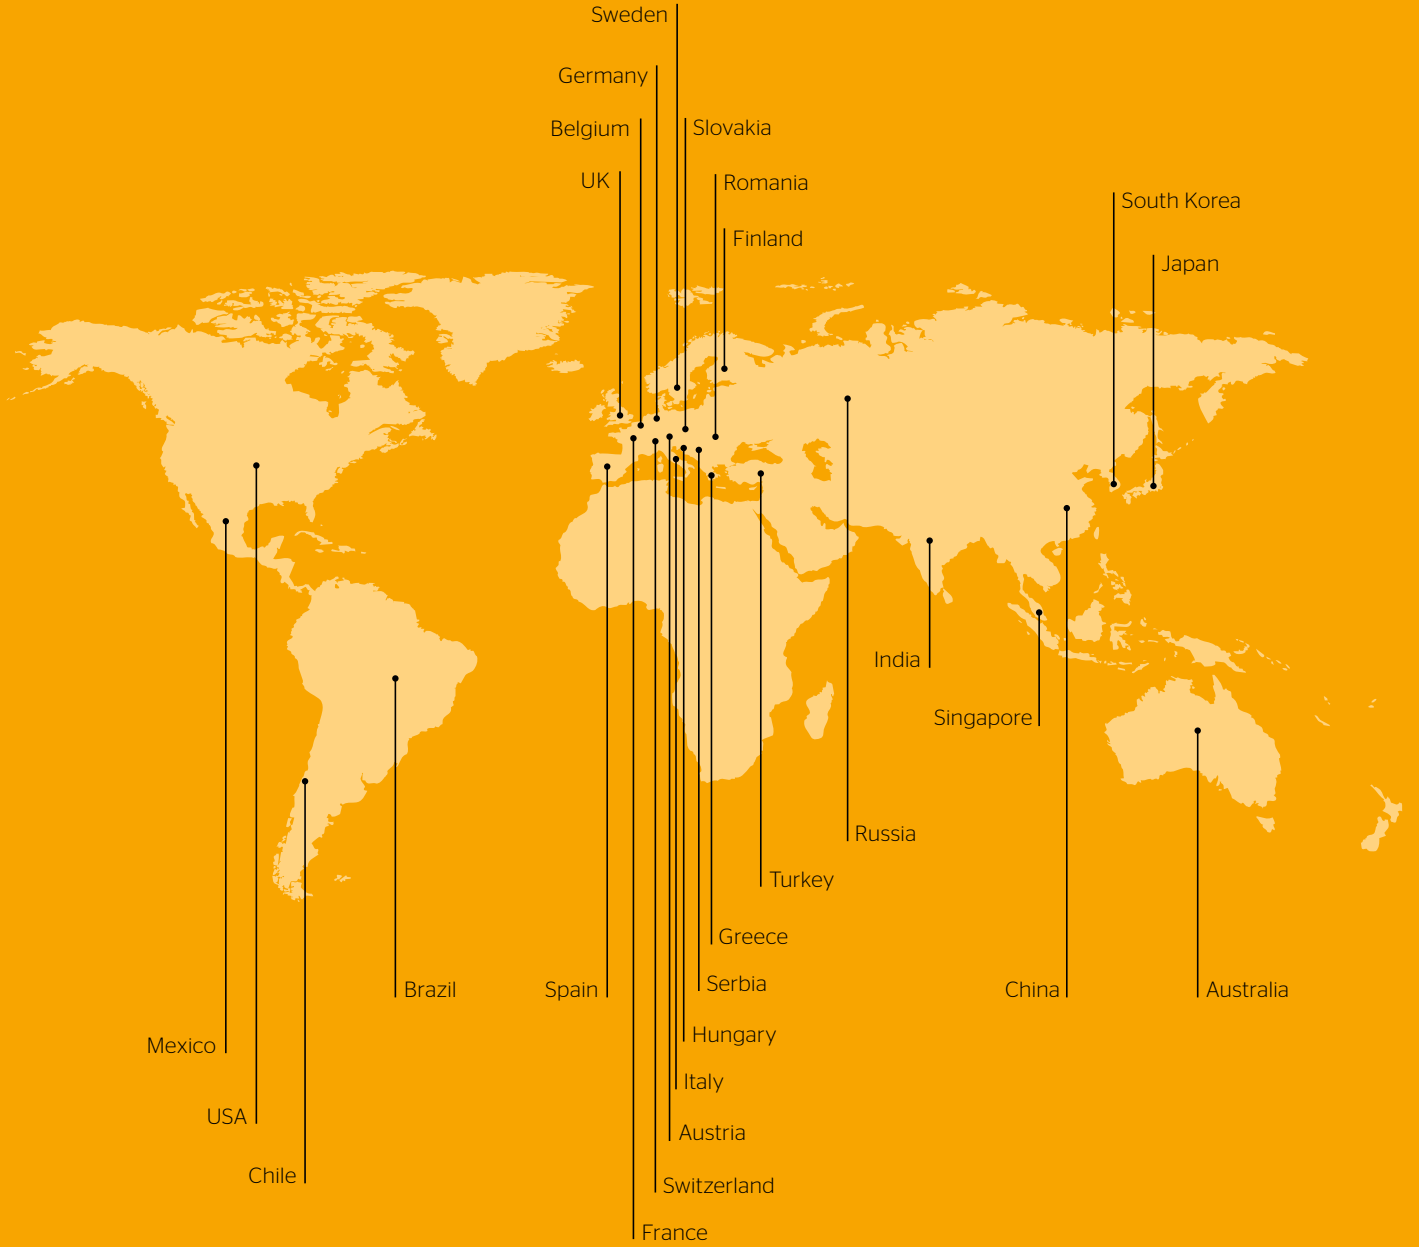 Sweden
Germany
Belgium
Slovakia
UK
Romania
South Korea
Finland
Japan
India
Singapore
Russia
Turkey
Greece
Serbia
Brazil
Spain
China
Australia
Hungary
Mexico
Italy
USA
Austria
Chile
Switzerland
France